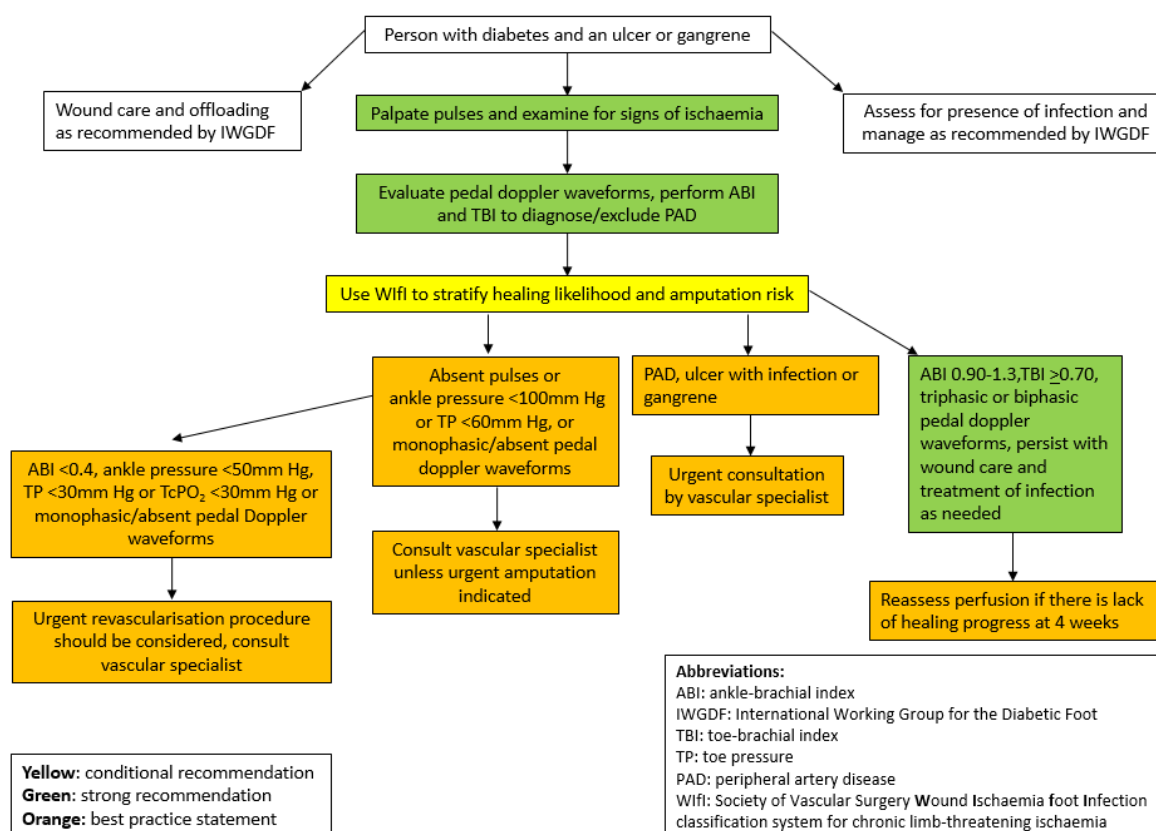 Person with diabetes and an ulcer or gangrene
Wound care and offloading
as recommended by IWGDF
Palpate pulses and examine for signs of ischaemia
Assess for presence of infection and
manage as recommended by IWGDF
Evaluate pedal doppler waveforms, perform ABI
and TBI to diagnose/exclude PAD
Use WIfI to stratify healing likelihood and amputation risk
Absent pulses or
ankle pressure <100mm Hg
or TP <60mm Hg, or
monophasic/absent pedal
doppler waveforms
PAD, ulcer with infection or
gangrene
ABI 0.90-1.3,TBI ≥0.70,
triphasic or biphasic
pedal doppler
waveforms, persist with
wound care and
treatment of infection
as needed
ABI <0.4, ankle pressure <50mm Hg,
TP <30mm Hg or TcPO₂ <30mm Hg or
monophasic/absent pedal Doppler
waveforms
Urgent consultation
by vascular specialist
Consult vascular specialist
unless urgent amputation
indicated
Reassess perfusion if there is lack
of healing progress at 4 weeks
Urgent revascularisation procedure
should be considered, consult
vascular specialist
Abbreviations:
ABI: ankle-brachial index
IWGDF: International Working Group for the Diabetic Foot
TBI: toe-brachial index
TP: toe pressure
PAD: peripheral artery disease
WIfI: Society of Vascular Surgery Wound Ischaemia foot Infection
classification system for chronic limb-threatening ischaemia
Yellow: conditional recommendation
Green: strong recommendation
Orange: best practice statement